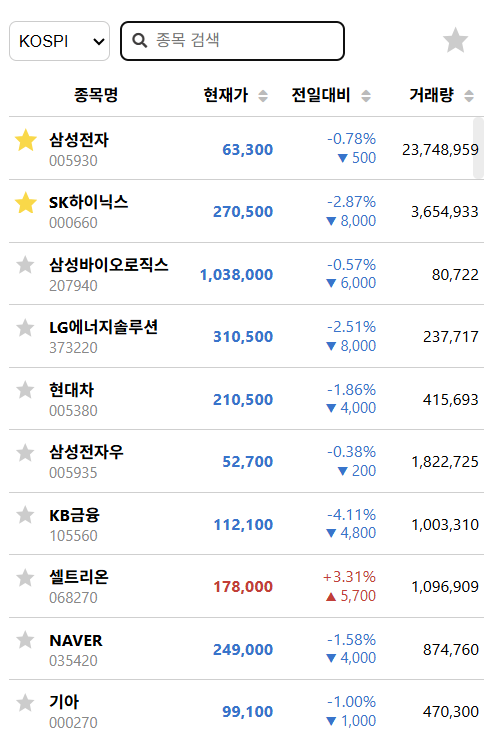 KOSPI 종목 검색
종목명 현재가 전일대비 거래량
삼성전자 -0.78%
63,300 23,748,959
005930 ▼ 500
SK하이닉스 -2.87%
270,500 3,654,933
000660 ▼ 8,000
삼성바이오로직스 -0.57%
1,038,000 80,722
207940 ▼ 6,000
LG에너지솔루션 -2.51%
310,500 237,717
373220 ▼ 8,000
현대차 -1.86%
210,500 415,693
005380 ▼ 4,000
삼성전자우 -0.38%
52,700 1,822,725
005935 ▼ 200
KB금융 -4.11%
112,100 1,003,310
105560 ▼ 4,800
셀트리온 +3.31%
178,000 1,096,909
068270 ▲ 5,700
NAVER -1.58%
249,000 874,760
035420 ▼ 4,000
기아 -1.00%
99,100 470,300
000270 ▼ 1,000